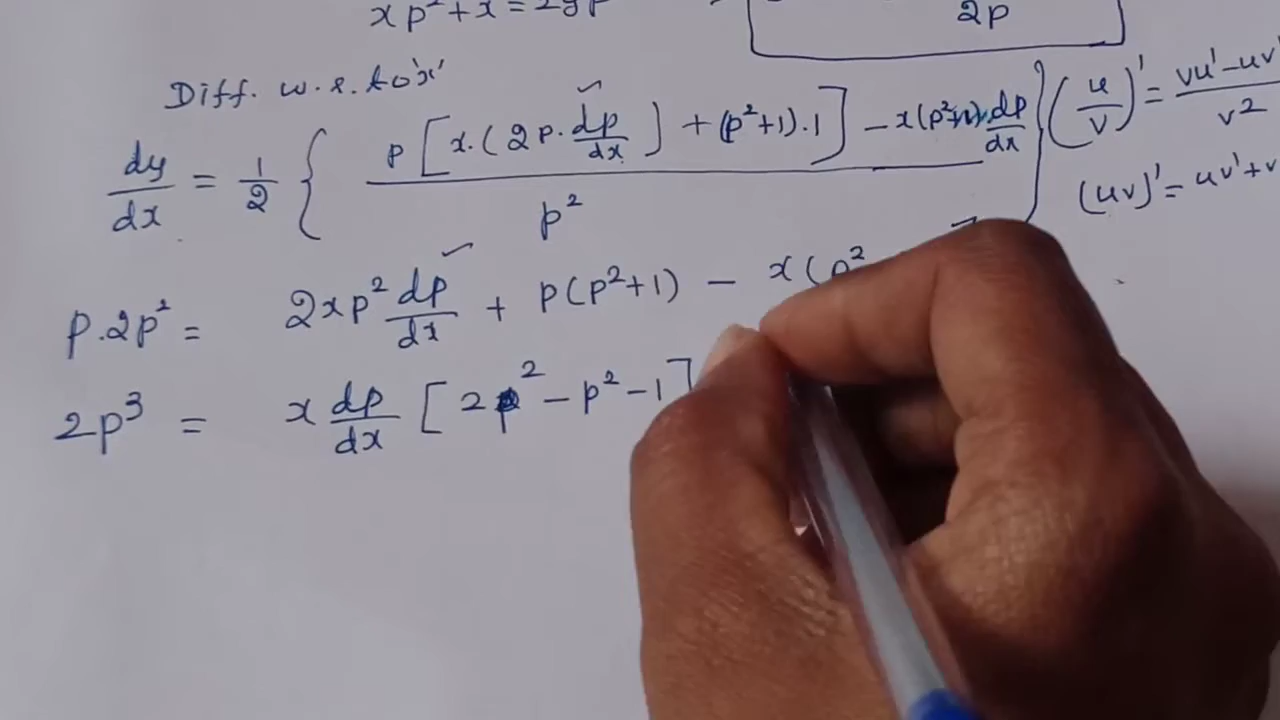 xp²+x = 2yp
2p
Diff. w.r.to 'x'
dy/dx = 1/2 { p[x.(2p.dp/dx) + (p²+1).1] - x(p²+1).dp/dx / p² } (u/v)' = vu'-uv'/v²
(uv)' = uv'+v
p.2p² = 2xp² dp/dx + p(p²+1) - x(p²
2p³ = x dp/dx [2p² - p² - 1]